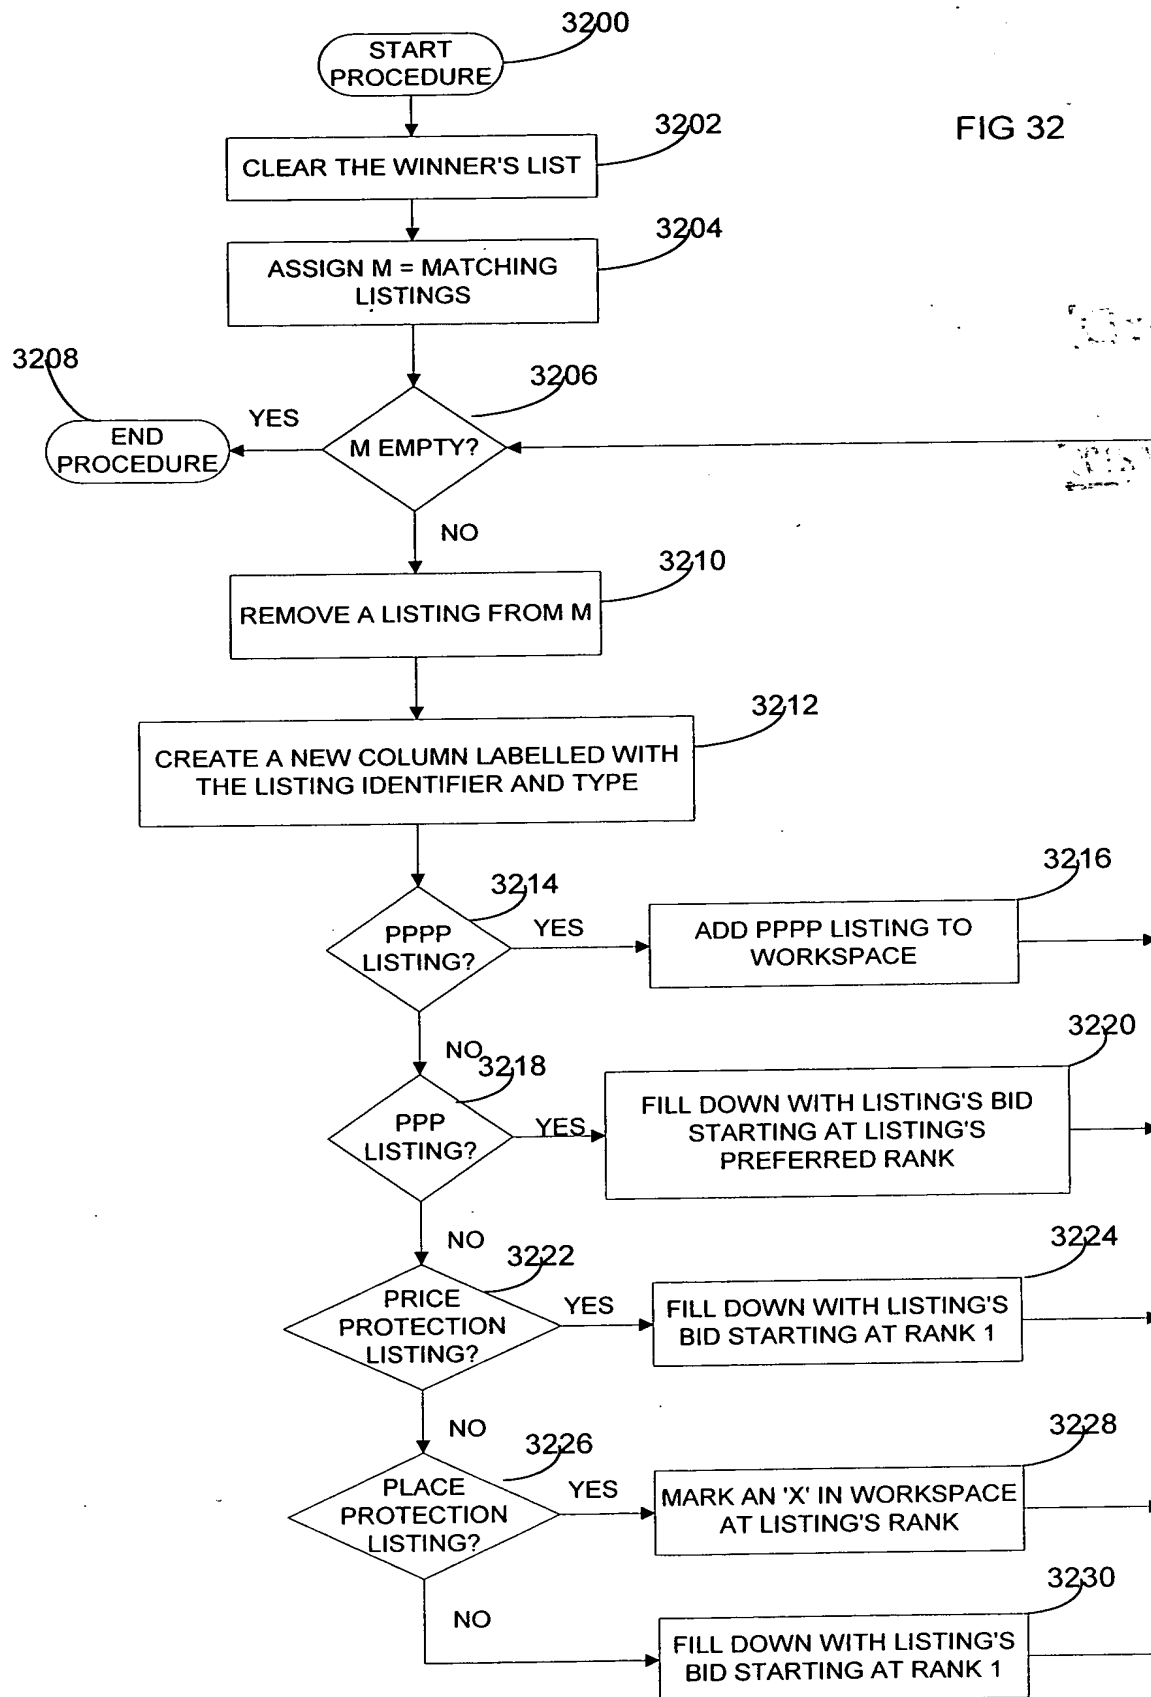 3200
START
PROCEDURE
FIG 32
3202
CLEAR THE WINNER'S LIST
3204
ASSIGN M = MATCHING
LISTINGS
3208
3206
YES
END
PROCEDURE
M EMPTY?
NO
3210
REMOVE A LISTING FROM M
3212
CREATE A NEW COLUMN LABELLED WITH
THE LISTING IDENTIFIER AND TYPE
3214
3216
PPPP
LISTING?
YES
ADD PPPP LISTING TO
WORKSPACE
NO
3218
3220
PPP
LISTING?
YES
FILL DOWN WITH LISTING'S BID
STARTING AT LISTING'S
PREFERRED RANK
NO
3222
3224
PRICE
PROTECTION
LISTING?
YES
FILL DOWN WITH LISTING'S
BID STARTING AT RANK 1
NO
3226
3228
PLACE
PROTECTION
LISTING?
YES
MARK AN 'X' IN WORKSPACE
AT LISTING'S RANK
NO
3230
FILL DOWN WITH LISTING'S
BID STARTING AT RANK 1